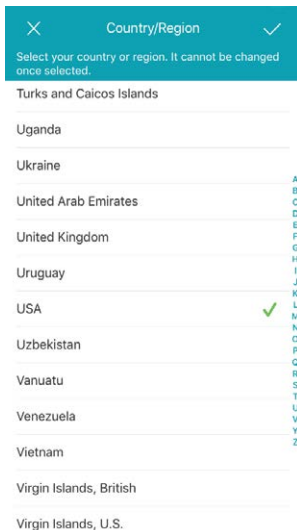 Country/Region
Select your country or region. It cannot be changed
once selected.
Turks and Caicos Islands
Uganda
Ukraine
United Arab Emirates
United Kingdom
Uruguay
USA
Uzbekistan
Vanuatu
Venezuela
Vietnam
Virgin Islands, British
Virgin Islands, U.S.
A
B
C
D
E
F
G
H
I
J
K
L
M
N
O
P
Q
R
S
T
U
V
Y
Z